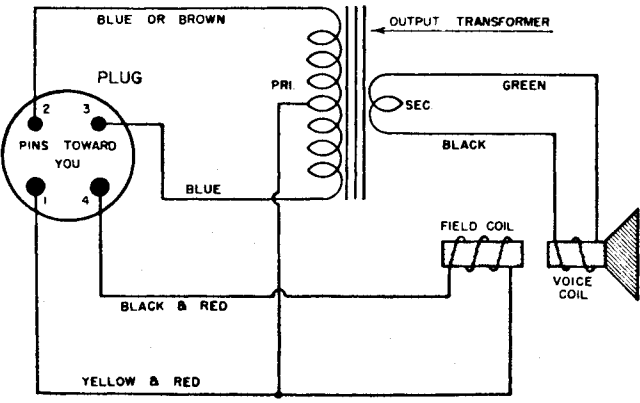 BLUE OR BROWN
OUTPUT TRANSFORMER
PLUG
PRI.
GREEN
2 3
SEC
PINS TOWARD
YOU
BLACK
BLUE
1 4
FIELD COIL
VOICE
COIL
BLACK & RED
YELLOW & RED